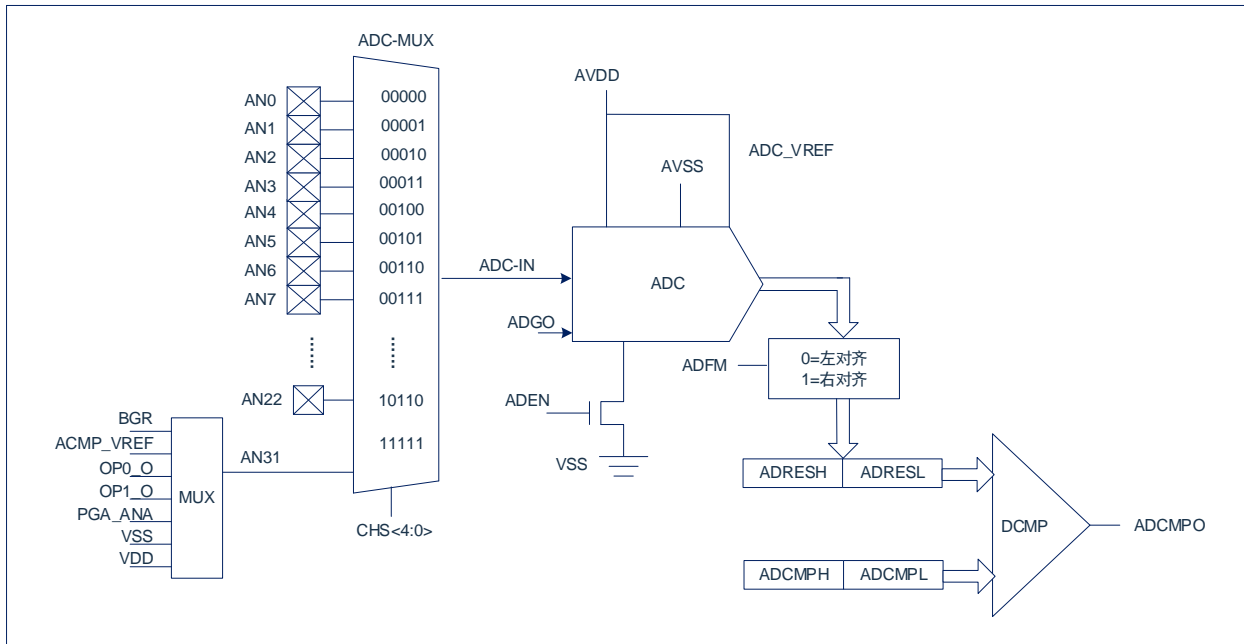 ADC-MUX
AVDD
AN0
00000
AN1
00001
AN2
00010
ADC_VREF
AVSS
AN3
00011
AN4
00100
AN5
00101
AN6
00110
ADC-IN
ADC
AN7
00111
ADGO
0=左对齐
ADFM
1=右对齐
AN22
10110
ADEN
BGR
ACMP_VREF
11111
AN31
VSS
OP0_O
ADRESH
ADRESL
OP1_O
MUX
PGA_ANA
CHS<4:0>
DCMP
ADCMPO
VSS
VDD
ADCMPH
ADCMPL